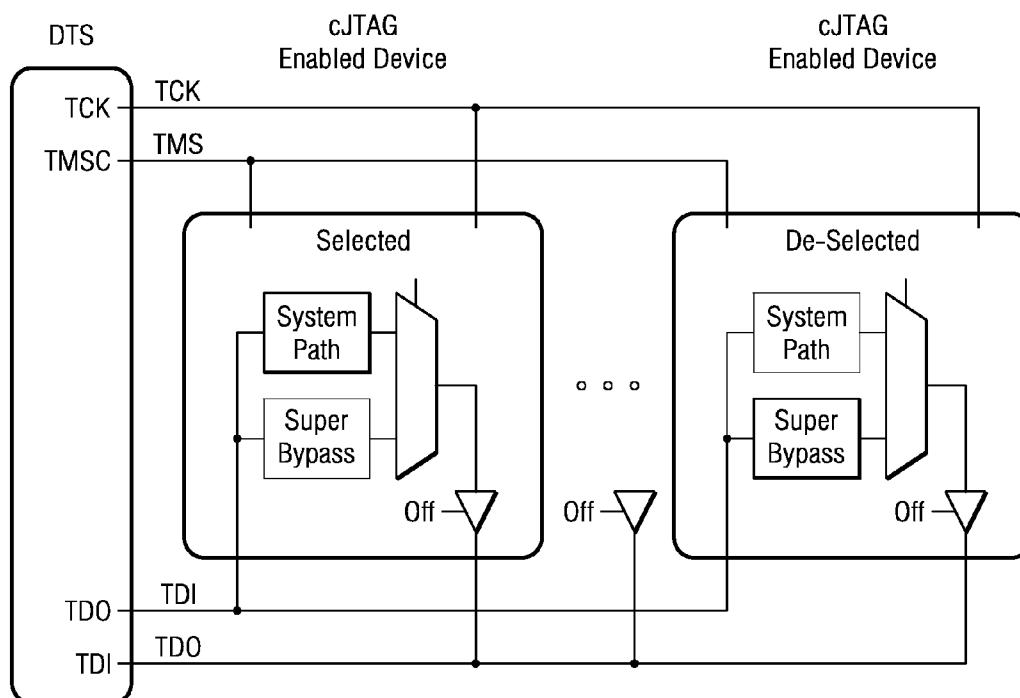 DTS
cJTAG
Enabled Device
cJTAG
Enabled Device
TCK
TCK
TMSC
TMS
Selected
De-Selected
System
Path
System
Path
Super
Bypass
Super
Bypass
Off
Off
Off
TDO
TDI
TDI
TDO